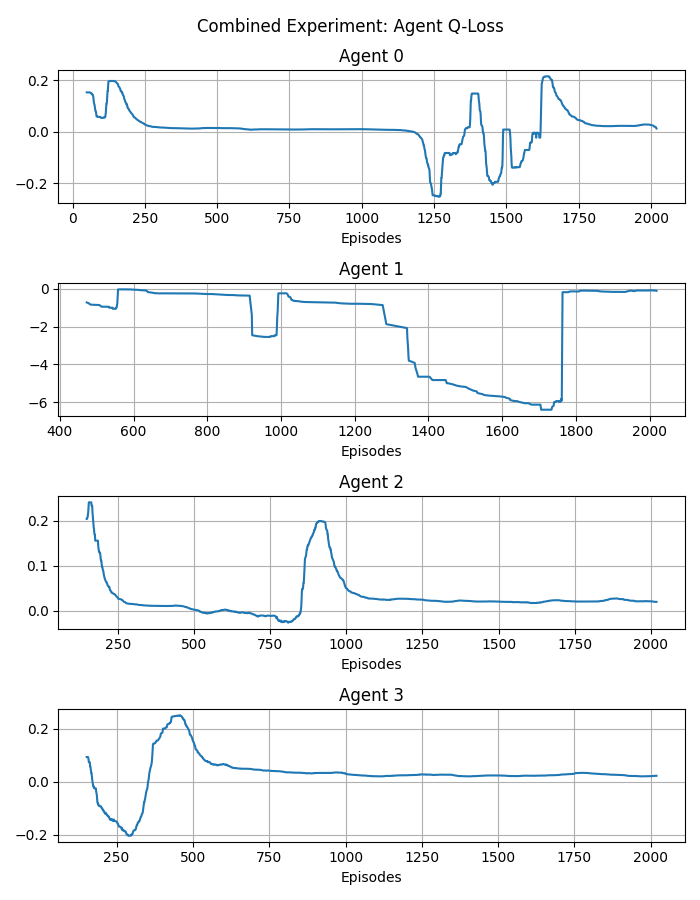 Combined Experiment: Agent Q-Loss
Agent 0
0.2
0.0
−0.2
0 250 500 750 1000 1250 1500 1750 2000
Episodes
Agent 1
0
−2
−4
−6
400 600 800 1000 1200 1400 1600 1800 2000
Episodes
Agent 2
0.2
0.1
0.0
250 500 750 1000 1250 1500 1750 2000
Episodes
Agent 3
0.2
0.0
−0.2
250 500 750 1000 1250 1500 1750 2000
Episodes